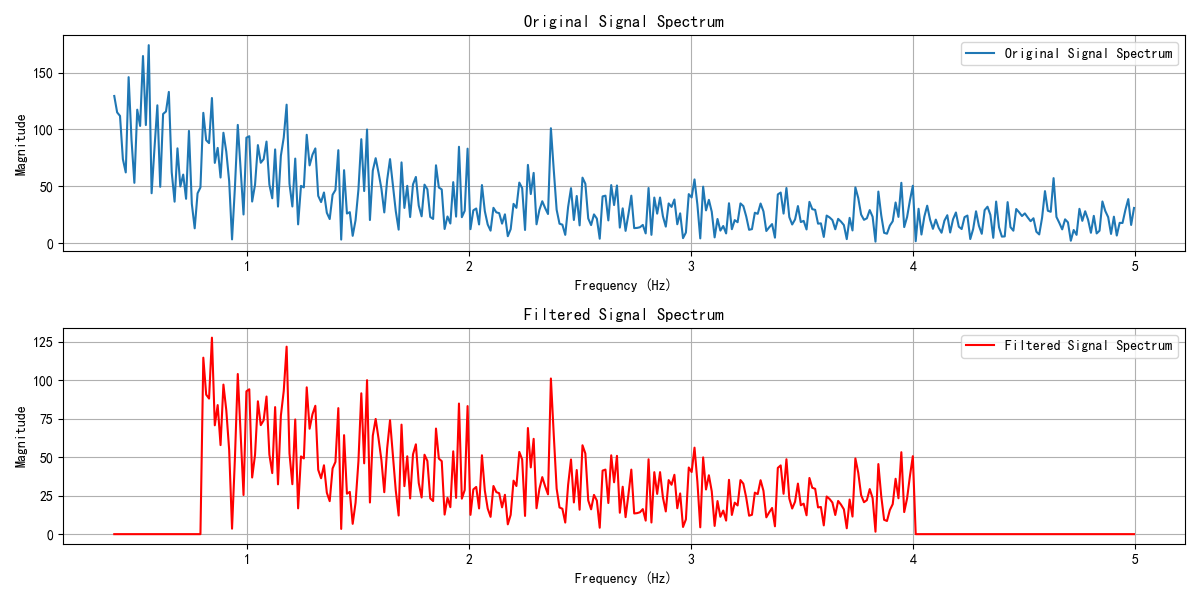 Original Signal Spectrum
Original Signal Spectrum
Magnitude
150
100
50
0
1 2 3 4 5
Frequency (Hz)
Filtered Signal Spectrum
Filtered Signal Spectrum
Magnitude
125
100
75
50
25
0
1 2 3 4 5
Frequency (Hz)